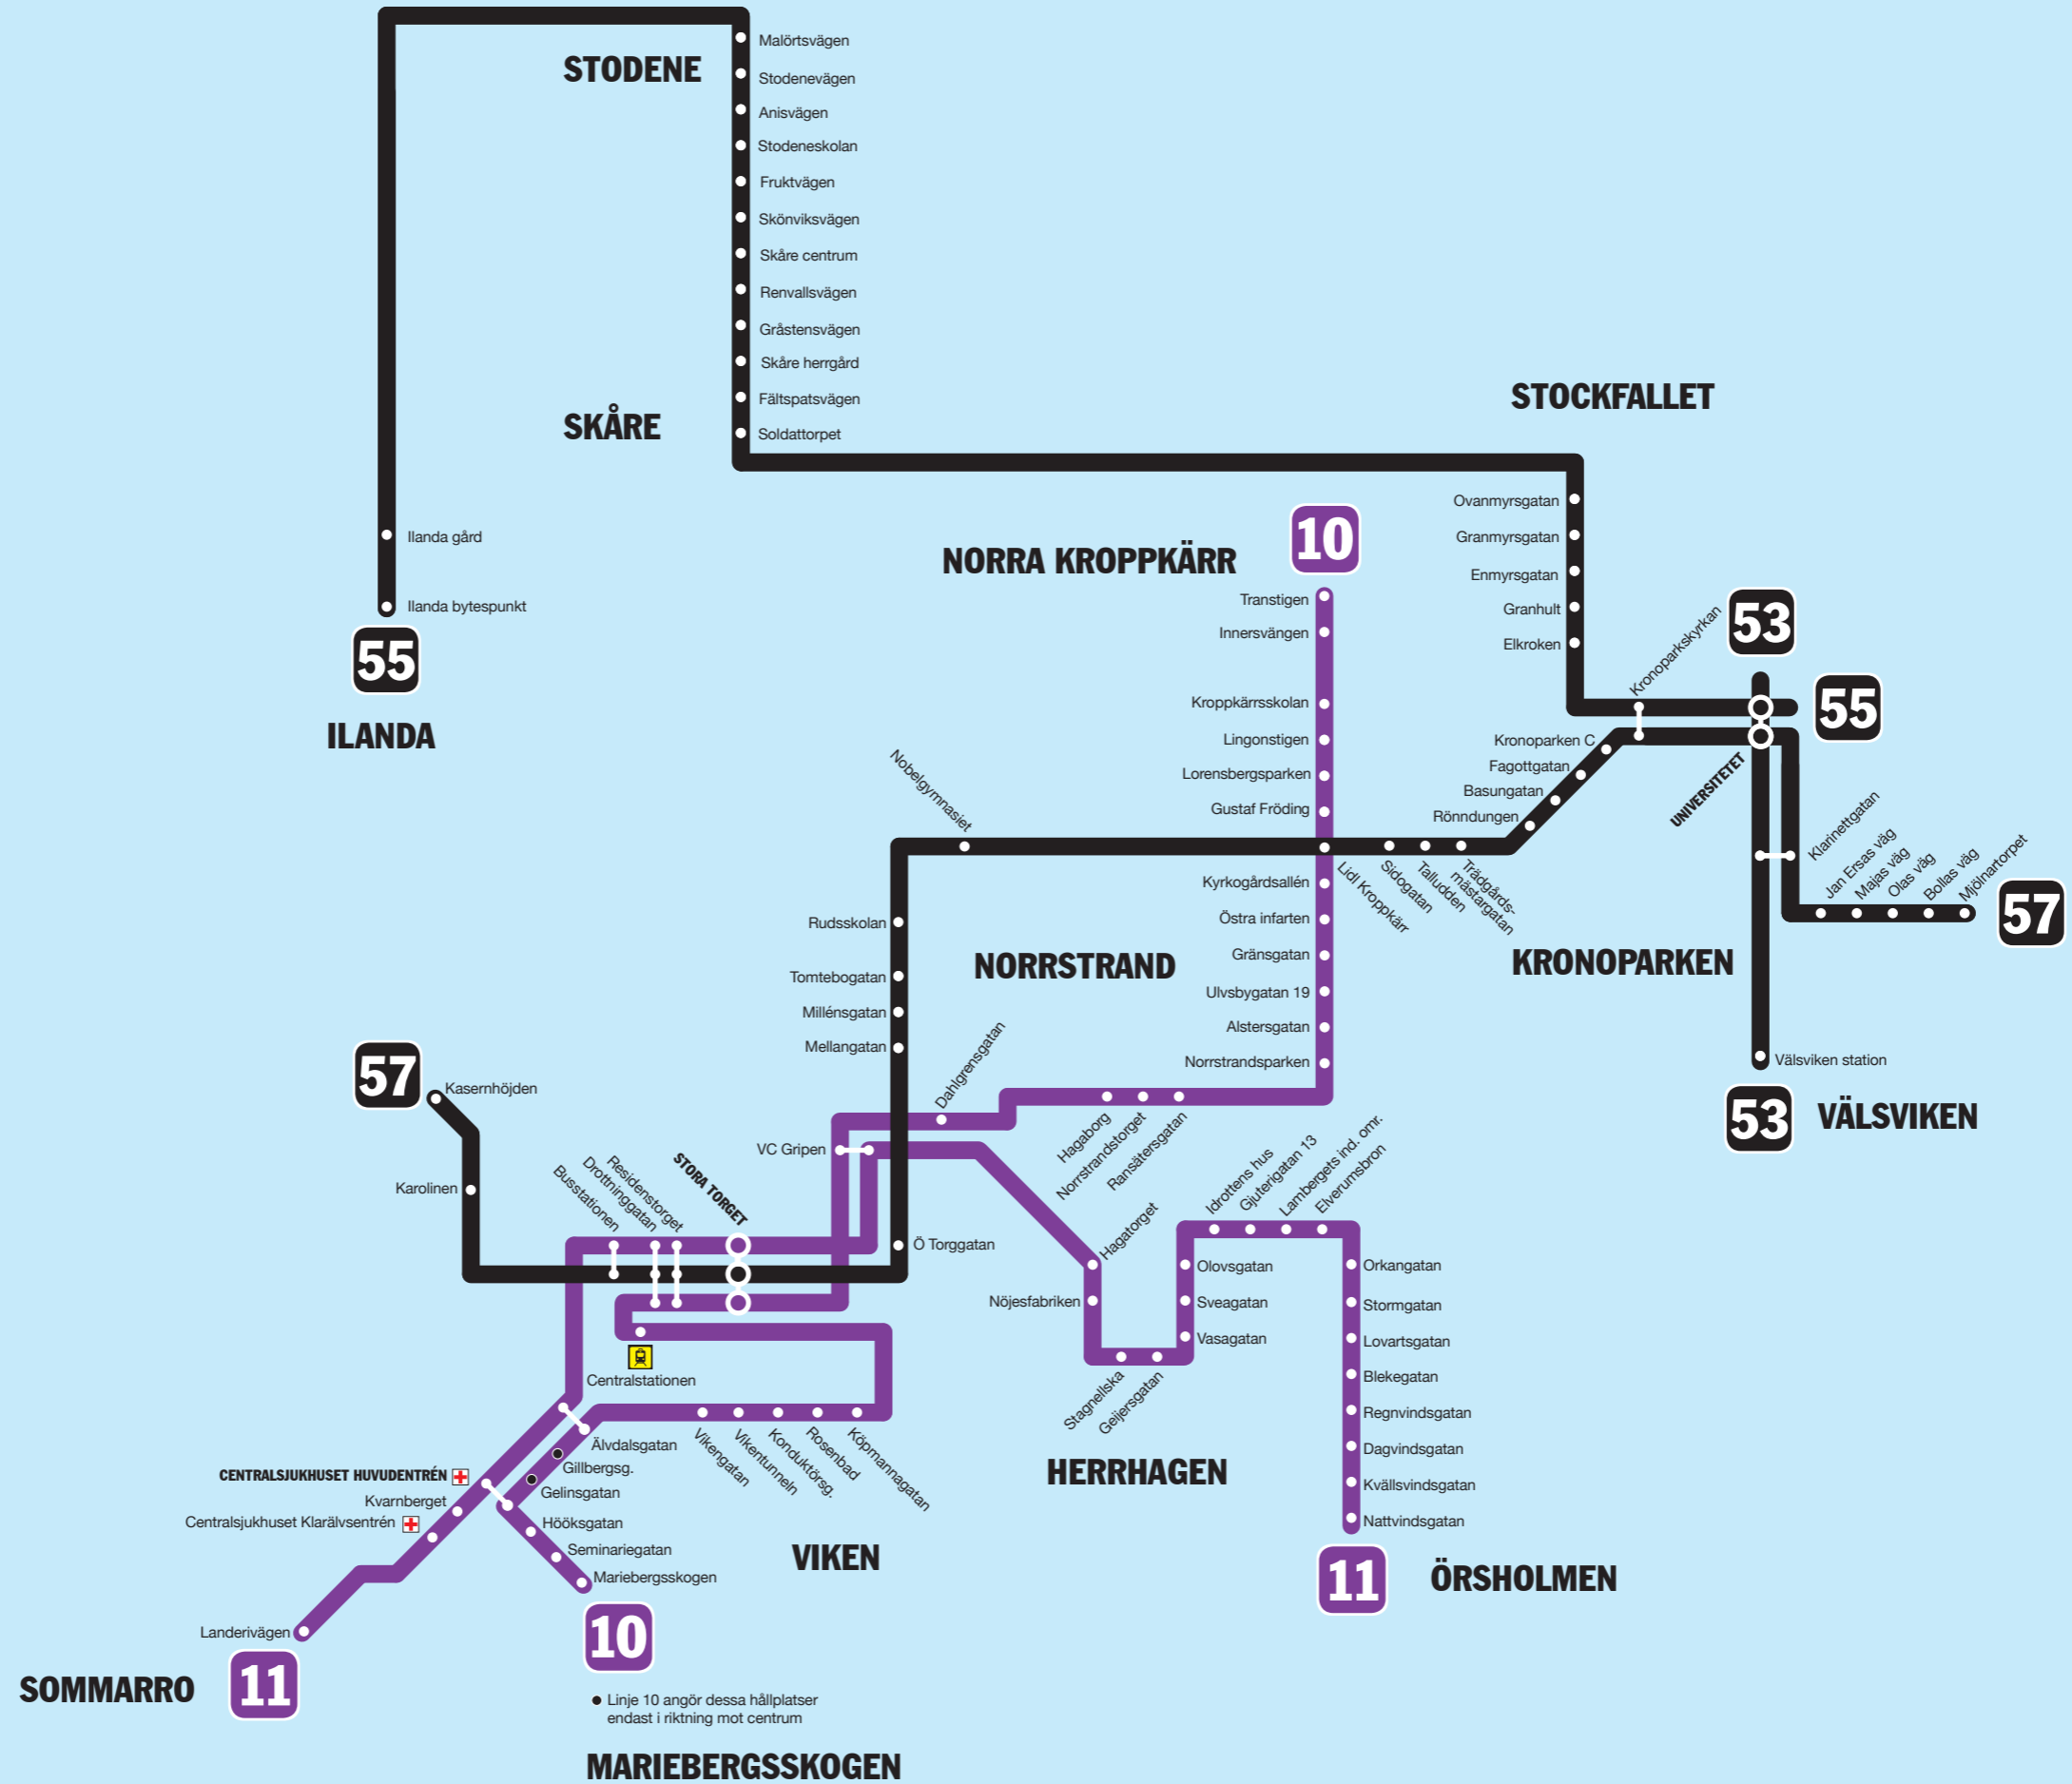 STODENE
Malörtsvägen
Stodenevägen
Anisvägen
Stodeneskolan
Fruktvägen
Skönviksvägen
Skåre centrum
Renvallsvägen
Gråstensvägen
Skåre herrgård
Fältspatsvägen
Soldattorpet
SKÅRE
STOCKFALLET
Ilanda gård
Ilanda bytespunkt
55
ILANDA
NORRA KROPPKÄRR
10
Transtigen
Innersvängen
Kroppkärrsskolan
Lingonstigen
Lorensbergsparken
Gustaf Fröding
Ovanmyrsgatan
Granmyrsgatan
Enmyrsgatan
Granhult
Elkroken
Kronoparkskyrkan
53
55
Kronoparken C
Fagottgatan
Basungatan
Rönndungen
UNIVERSITETET
Klarinettgatan
Jan Ersas väg
Majas väg
Olas väg
Bollas väg
Mjölnartorpet
57
Nobelgymnasiet
Lidl Kroppkärr
Sidogatan
Talludden
Trädgårds-
mästargatan
KRONOPARKEN
Rudsskolan
Tomtebogatan
Millénsgatan
Mellangatan
NORRSTRAND
Kyrkogårdsallén
Östra infarten
Gränsgatan
Ulvsbygatan 19
Alstersgatan
Norrstrandsparken
Välsviken station
53
VÄLSVIKEN
57
Kasernhöjden
Karolinen
Busstationen
Drottninggatan
Residenstorget
STORA TORGET
VC Gripen
Dahlgrensgatan
Hagaborg
Norrstrandstorget
Ransätersgatan
Ö Torggatan
Hagatorget
Nöjesfabriken
Stagnellska
Geijersgatan
Olovsgatan
Sveagatan
Vasagatan
Idrottens hus
Gjuterigatan 13
Lambergets ind. omr.
Elverumsbron
Orkangatan
Stormgatan
Lovartsgatan
Blekegatan
Regnvindsgatan
Dagvindsgatan
Kvällsvindsgatan
Nattvindsgatan
HERRHAGEN
11
ÖRSHOLMEN
Centralstationen
Älvdalsgatan
Gillbergsg.
Gelinsgatan
Vikengatan
Vikentunneln
Konduktörsg.
Rosenbad
Köpmannagatan
VIKEN
CENTRALSJUKHUSET HUVUDENTRÉN
Kvarnberget
Centralsjukhuset Klarälvsentrén
Hööksgatan
Seminariegatan
Mariebergsskogen
Landerivägen
SOMMARRO
11
10
● Linje 10 angör dessa hållplatser
endast i riktning mot centrum
MARIEBERGSSKOGEN